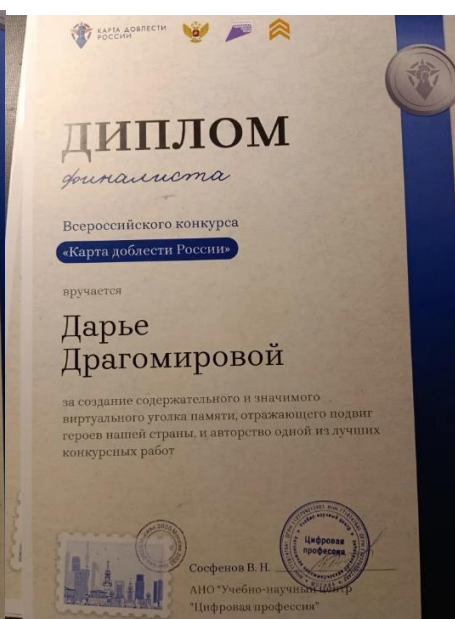 КАРТА ДОБЛЕСТИ
РОССИИ
ДИПЛОМ
финалиста
Всероссийского конкурса
«Карта доблести России»
вручается
Дарье
Драгомировой
за создание содержательного и значимого
виртуального уголка памяти, отражающего подвиг
героев нашей страны, и авторство одной из лучших
конкурсных работ
Цифровая
профессия
Сосфенов В. Н.
АНО "Учебно-научный центр
"Цифровая профессия"